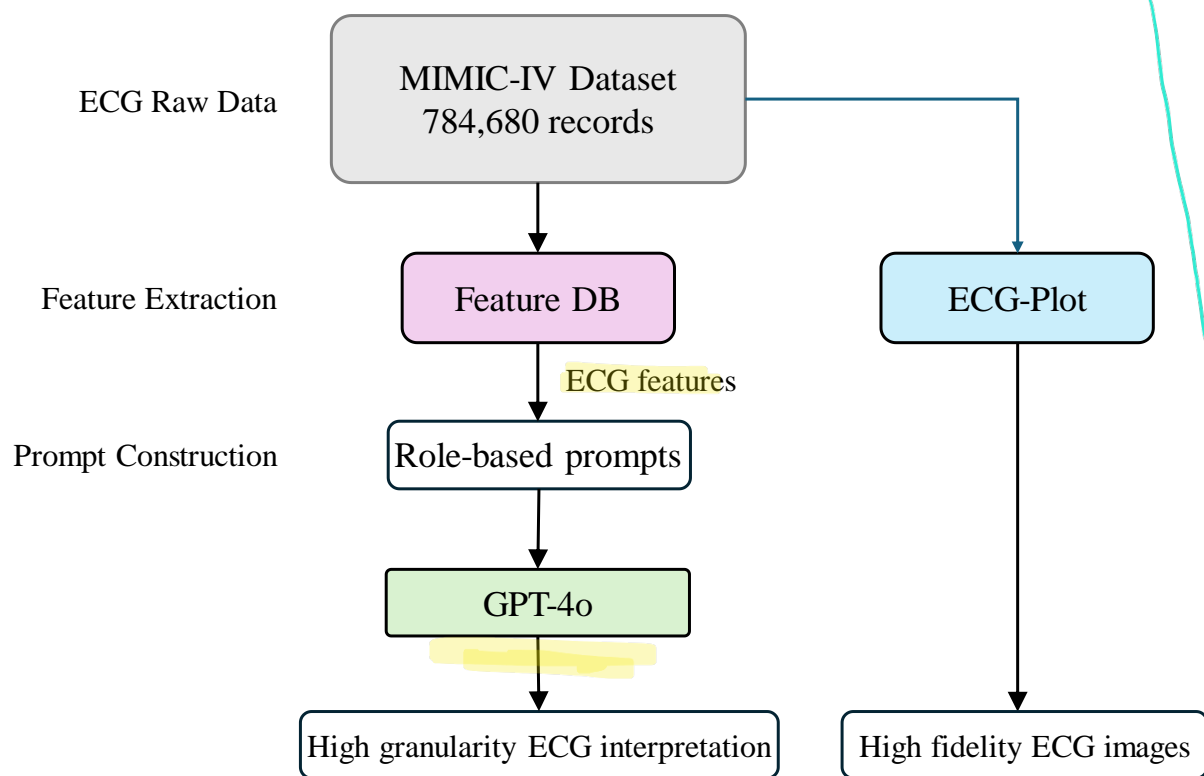 ECG Raw Data
MIMIC-IV Dataset
784,680 records
Feature Extraction
Feature DB
ECG-Plot
ECG features
Prompt Construction
Role-based prompts
GPT-4o
High granularity ECG interpretation
High fidelity ECG images